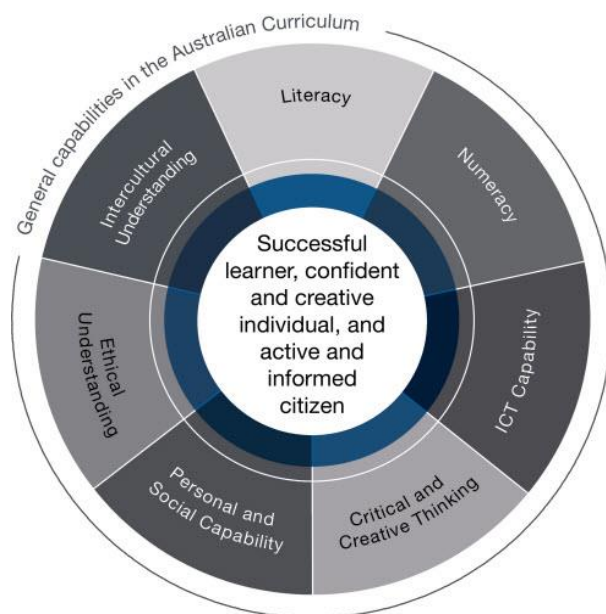 General capabilities in the Australian Curriculum
Literacy
Numeracy
ICT Capability
Critical and
Creative Thinking
Personal and
Social Capability
Ethical
Understanding
Intercultural
Understanding
Successful
learner, confident
and creative
individual, and
active and
informed
citizen